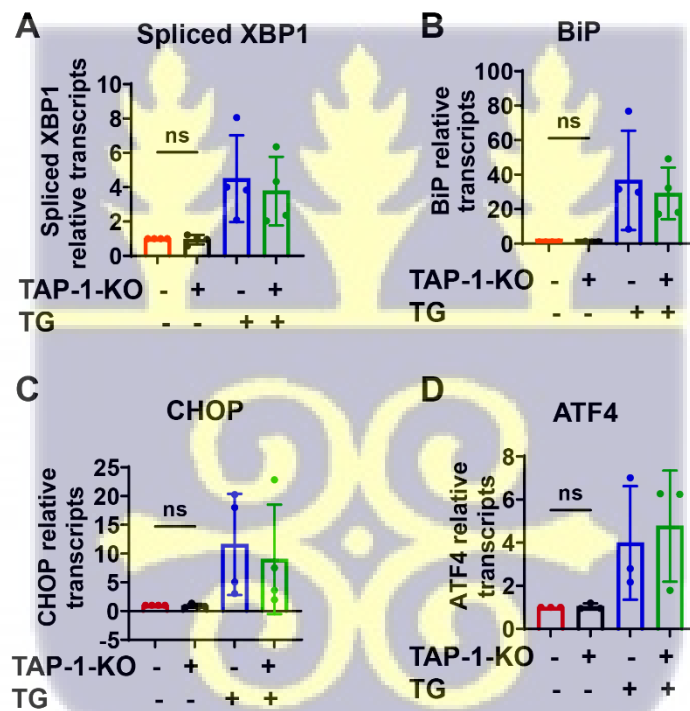 A
Spliced XBP1
Spliced XBP1
relative transcripts
10
8
6
4
2
0
ns
TAP-1-KO - + - +
TG - - + +
B
BiP
BiP relative
transcripts
100
80
60
40
20
0
ns
TAP-1-KO - + - +
TG - - + +
C
CHOP
CHOP relative
transcripts
25
20
15
10
5
0
-5
ns
TAP-1-KO - + - +
TG - - + +
D
ATF4
ATF4 relative
transcripts
8
6
4
2
0
ns
TAP-1-KO - + - +
TG - - + +